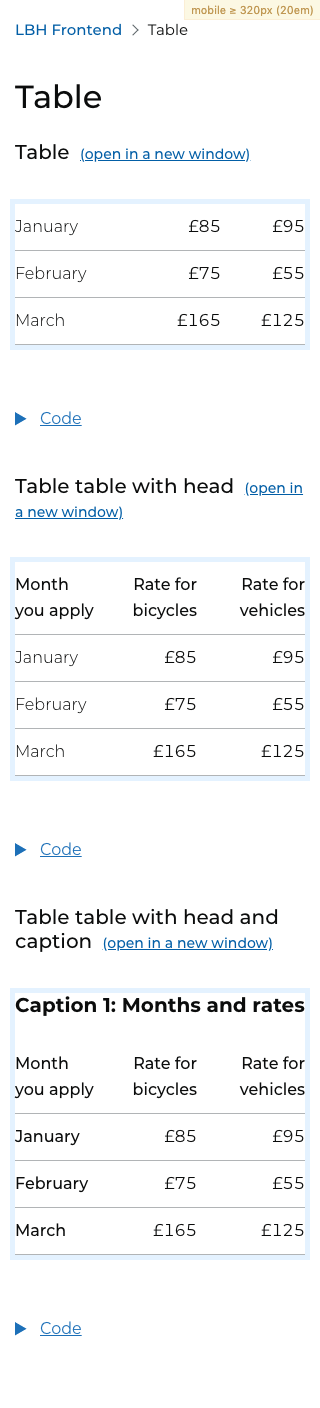 mobile ≥ 320px (20em)
LBH Frontend > Table
Table
Table (open in a new window)
January £85 £95
February £75 £55
March £165 £125
Code
Table table with head (open in
a new window)
Month Rate for Rate for
you apply bicycles vehicles
January £85 £95
February £75 £55
March £165 £125
Code
Table table with head and
caption (open in a new window)
Caption 1: Months and rates
Month Rate for Rate for
you apply bicycles vehicles
January £85 £95
February £75 £55
March £165 £125
Code